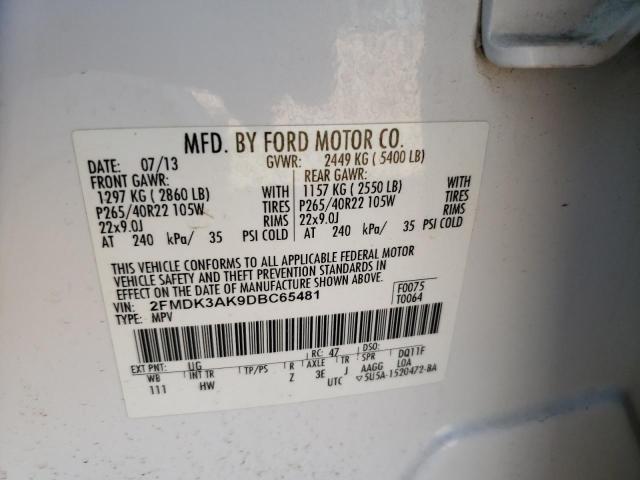 MFD. BY FORD MOTOR CO.
DATE: 07/13 GVWR: 2449 KG ( 5400 LB)
FRONT GAWR: REAR GAWR:
1297 KG ( 2860 LB) WITH 1157 KG ( 2550 LB) WITH
P265/40R22 105W TIRES P265/40R22 105W TIRES
22x9.0J RIMS 22x9.0J RIMS
AT 240 kPa/ 35 PSI COLD AT 240 kPa/ 35 PSI COLD
THIS VEHICLE CONFORMS TO ALL APPLICABLE FEDERAL MOTOR
VEHICLE SAFETY AND THEFT PREVENTION STANDARDS IN
EFFECT ON THE DATE OF MANUFACTURE SHOWN ABOVE.
VIN: 2FMDK3AK9DBC65481 F0075
TYPE: MPV T0064
EXT PNT: UG RC: 47 DSO:
WB INT TR TP/PS R AXLE TR SPR DQ11F
111 HW Z 3E J AAGG LOA
UTC ▽5U5A-1520472-BA